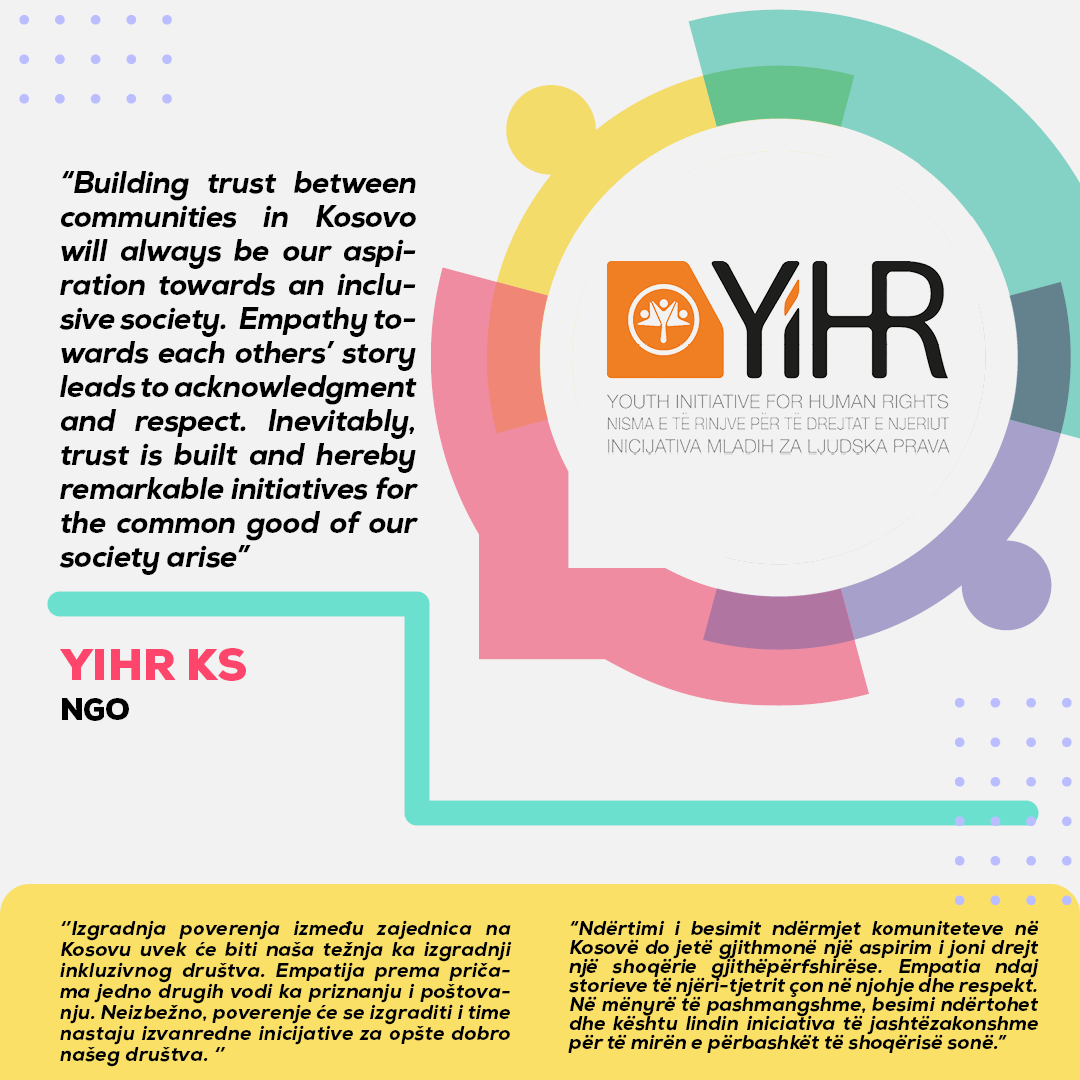 “Building trust between
communities in Kosovo
will always be our aspi-
ration towards an inclu-
sive society. Empathy to-
wards each others’ story
leads to acknowledgment
and respect. Inevitably,
trust is built and hereby
remarkable initiatives for
the common good of our
society arise”
YIHR
YOUTH INITIATIVE FOR HUMAN RIGHTS
NISMA E TË RINJVE PËR TË DREJTAT E NJERIUT
INICIJATIVA MLADIH ZA LJUDSKA PRAVA
YIHR KS
NGO
‘’Izgradnja poverenja između zajednica na
Kosovu uvek će biti naša težnja ka izgradnji
inkluzivnog društva. Empatija prema priča-
ma jedno drugih vodi ka priznanju i poštova-
nju. Neizbežno, poverenje će se izgraditi i time
nastaju izvanredne inicijative za opšte dobro
našeg društva. ‘’
“Ndërtimi i besimit ndërmjet komuniteteve në
Kosovë do jetë gjithmonë një aspirim i joni drejt
një shoqërie gjithëpërfshirëse. Empatia ndaj
storieve të njëri-tjetrit çon në njohje dhe respekt.
Në mënyrë të pashmangshme, besimi ndërtohet
dhe kështu lindin iniciativa të jashtëzakonshme
për të mirën e përbashkët të shoqërisë sonë.”